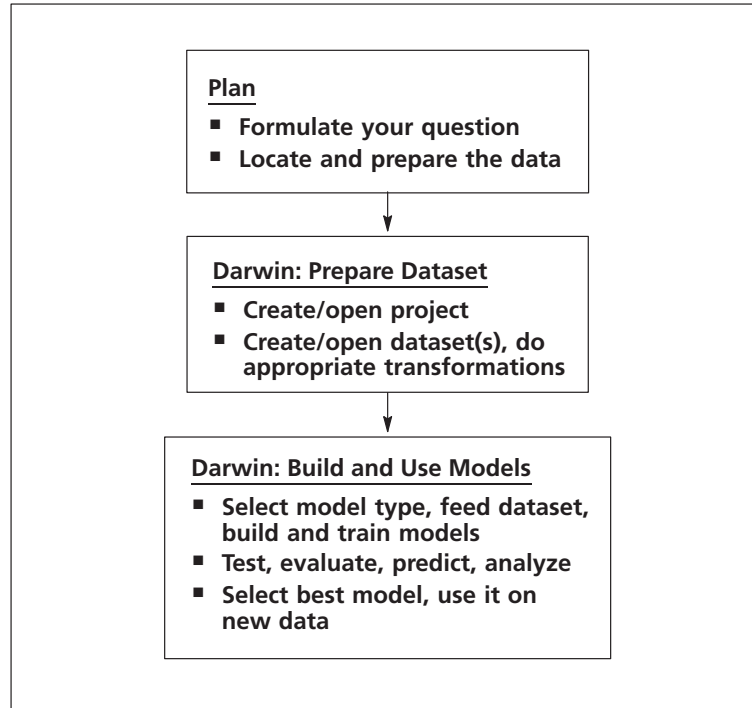 Plan
▪ Formulate your question
▪ Locate and prepare the data
Darwin: Prepare Dataset
▪ Create/open project
▪ Create/open dataset(s), do
appropriate transformations
Darwin: Build and Use Models
▪ Select model type, feed dataset,
build and train models
▪ Test, evaluate, predict, analyze
▪ Select best model, use it on
new data